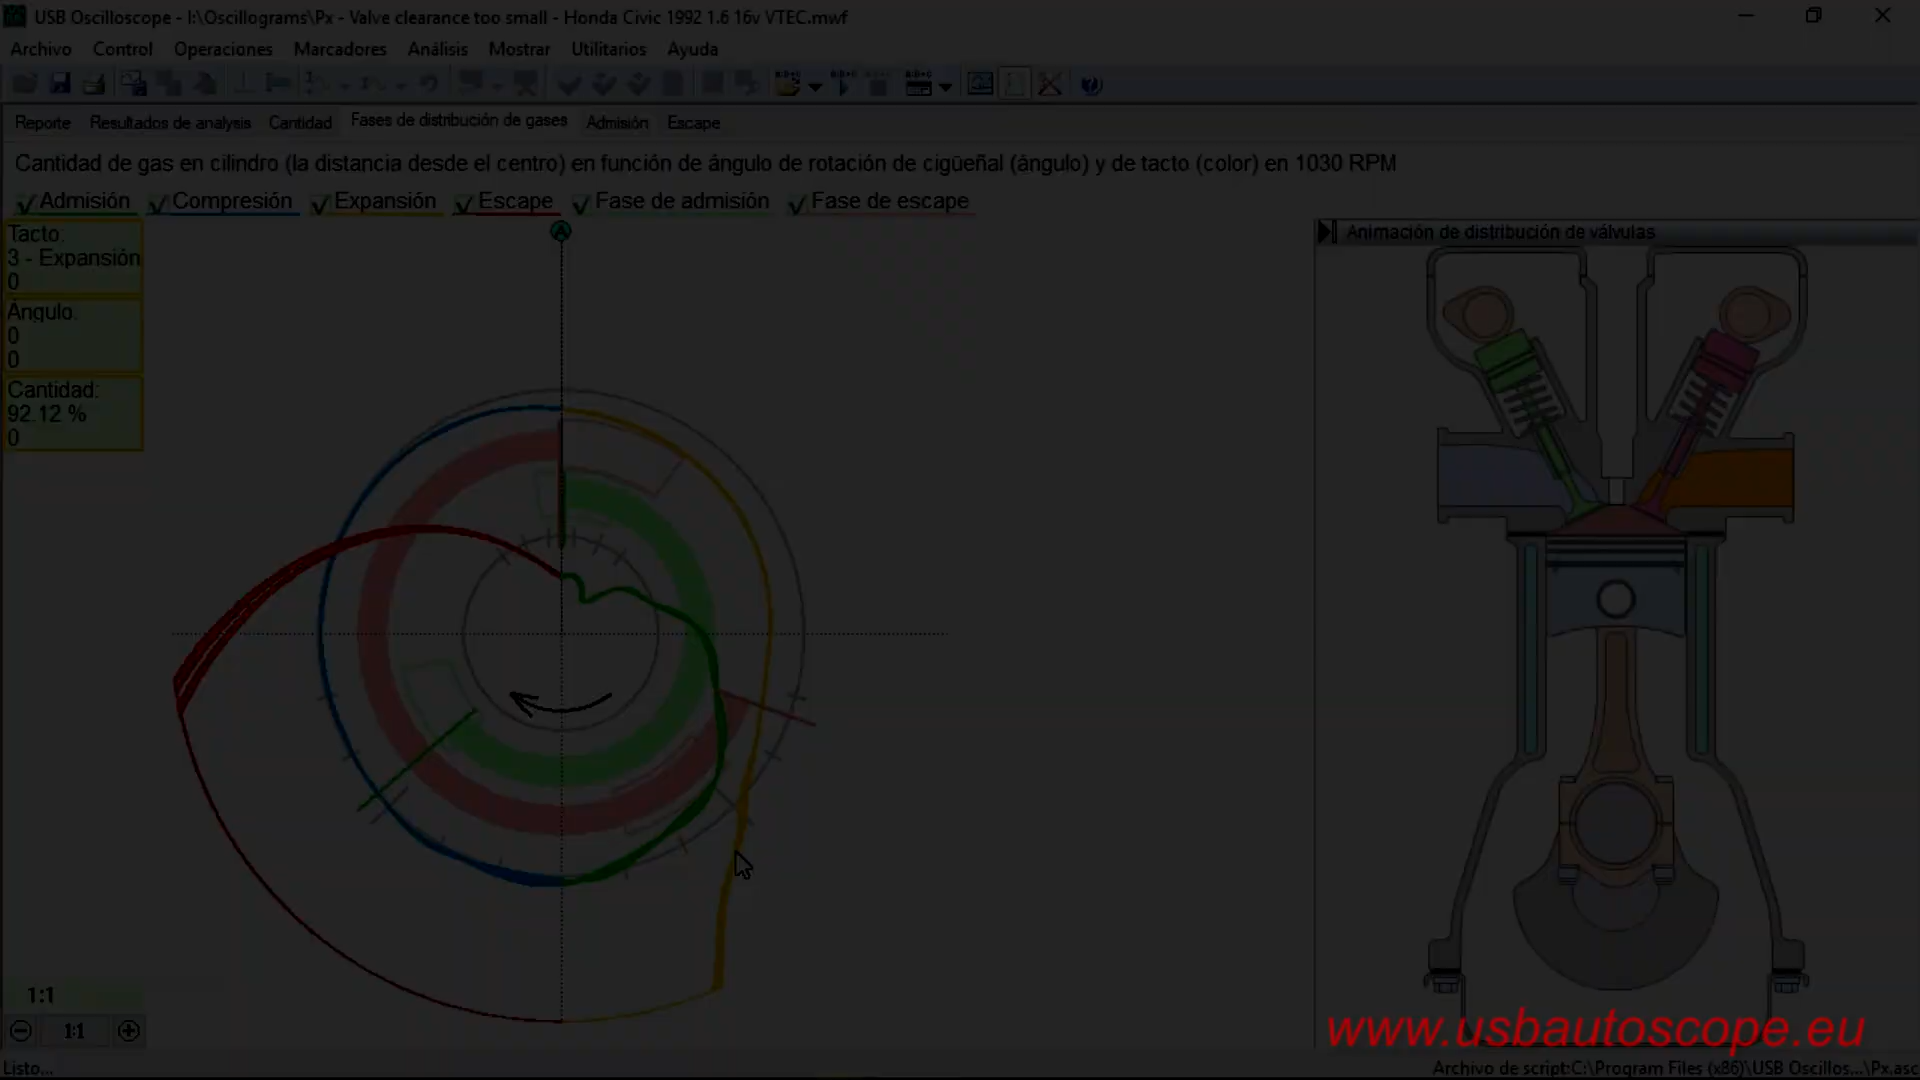 USB Oscilloscope - I:\Oscillograms\Px - Valve clearance too small - Honda Civic 1992 1.6 16v VTEC.mwf
Archivo Control Operaciones Marcadores Análisis Mostrar Utilitarios Ayuda
Reporte Resultados de analysis Cantidad Fases de distribución de gases Admisión Escape
Cantidad de gas en cilindro (la distancia desde el centro) en función de ángulo de rotación de cigüeñal (ángulo) y de tacto (color) en 1030 RPM
Admisión Compresión Expansión Escape Fase de admisión Fase de escape
Tacto:
3 - Expansión
0
Ángulo:
0
0
Cantidad:
92.12 %
0
A
Animación de distribución de válvulas
1:1
1:1
www.usbautoscope.eu
Listo...
Archivo de script:C:\Program Files (x86)\USB Oscillos...\Px.asc